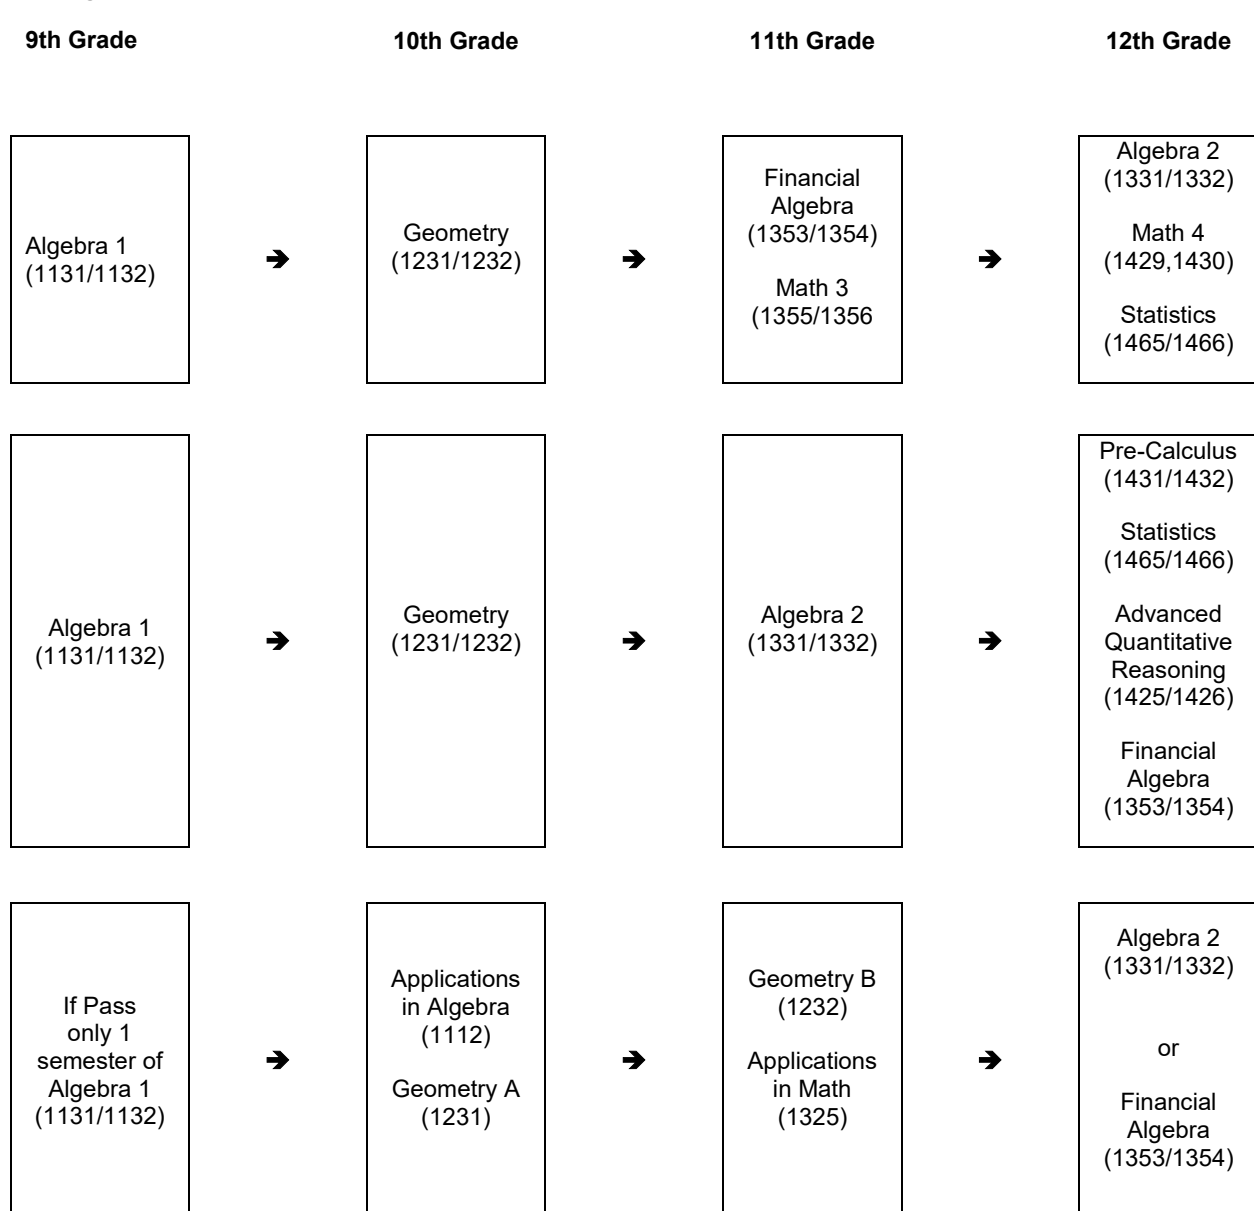 9th Grade
10th Grade
11th Grade
12th Grade
Algebra 1
(1131/1132)
➔
Geometry
(1231/1232)
➔
Financial
Algebra
(1353/1354)
Math 3
(1355/1356
➔
Algebra 2
(1331/1332)
Math 4
(1429,1430)
Statistics
(1465/1466)
Algebra 1
(1131/1132)
➔
Geometry
(1231/1232)
➔
Algebra 2
(1331/1332)
➔
Pre-Calculus
(1431/1432)
Statistics
(1465/1466)
Advanced
Quantitative
Reasoning
(1425/1426)
Financial
Algebra
(1353/1354)
If Pass
only 1
semester of
Algebra 1
(1131/1132)
➔
Applications
in Algebra
(1112)
Geometry A
(1231)
➔
Geometry B
(1232)
Applications
in Math
(1325)
➔
Algebra 2
(1331/1332)
or
Financial
Algebra
(1353/1354)